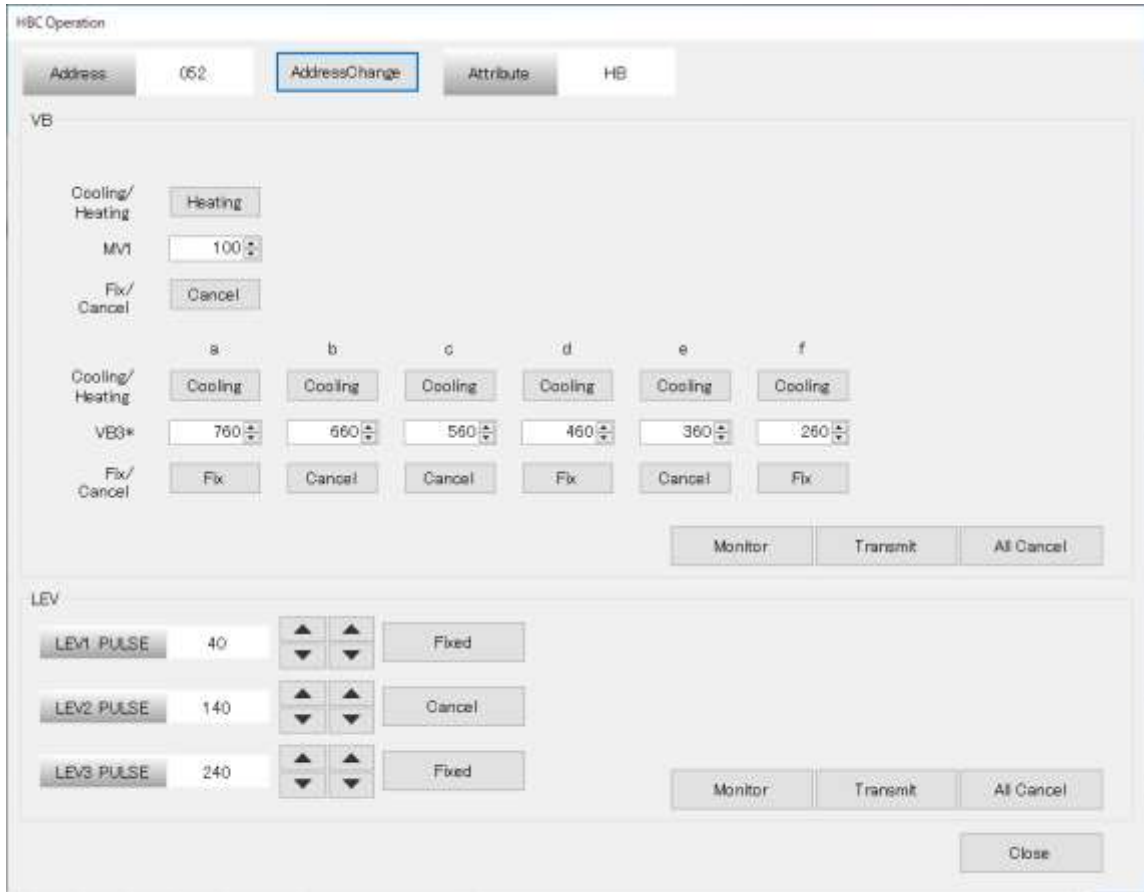 HBC Operation
Address 052 AddressChange Attribute HB
VB
Cooling/
Heating
Heating
MV1 100
Fix/
Cancel
Cancel
a b c d e f
Cooling/
Heating
Cooling Cooling Cooling Cooling Cooling Cooling
VB3* 760 660 560 460 360 260
Fix/
Cancel
Fix Cancel Cancel Fix Cancel Fix
Monitor Transmit All Cancel
LEV
LEV1 PULSE 40 Fixed
LEV2 PULSE 140 Cancel
LEV3 PULSE 240 Fixed
Monitor Transmit All Cancel
Close